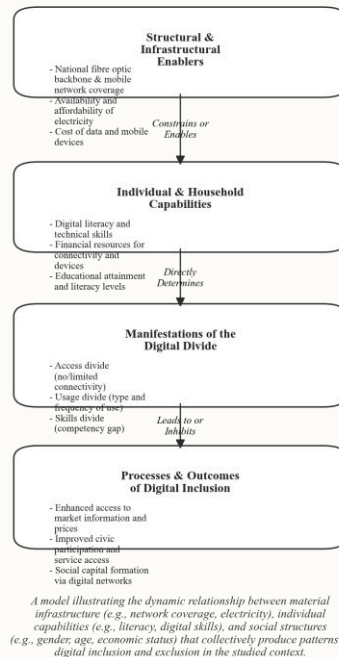 Structural &
Infrastructural
Enablers
- National fibre optic
backbone & mobile
network coverage
- Availability and
affordability of
electricity
- Cost of data and mobile
devices
Constrains or
Enables
Individual & Household
Capabilities
- Digital literacy and
technical skills
- Financial resources for
connectivity and
devices
- Educational attainment
and literacy levels
Directly
Determines
Manifestations of the
Digital Divide
- Access divide
(no/limited
connectivity)
- Usage divide (type and
frequency of use)
- Skills divide
(competency gap)
Leads to or
Inhibits
Processes & Outcomes
of Digital Inclusion
- Enhanced access to
market information and
prices
- Improved civic
participation and
service access
- Social capital formation
via digital networks
A model illustrating the dynamic relationship between material
infrastructure (e.g., network coverage, electricity), individual
capabilities (e.g., literacy, digital skills), and social structures
(e.g., gender, age, economic status) that collectively produce patterns
digital inclusion and exclusion in the studied context.